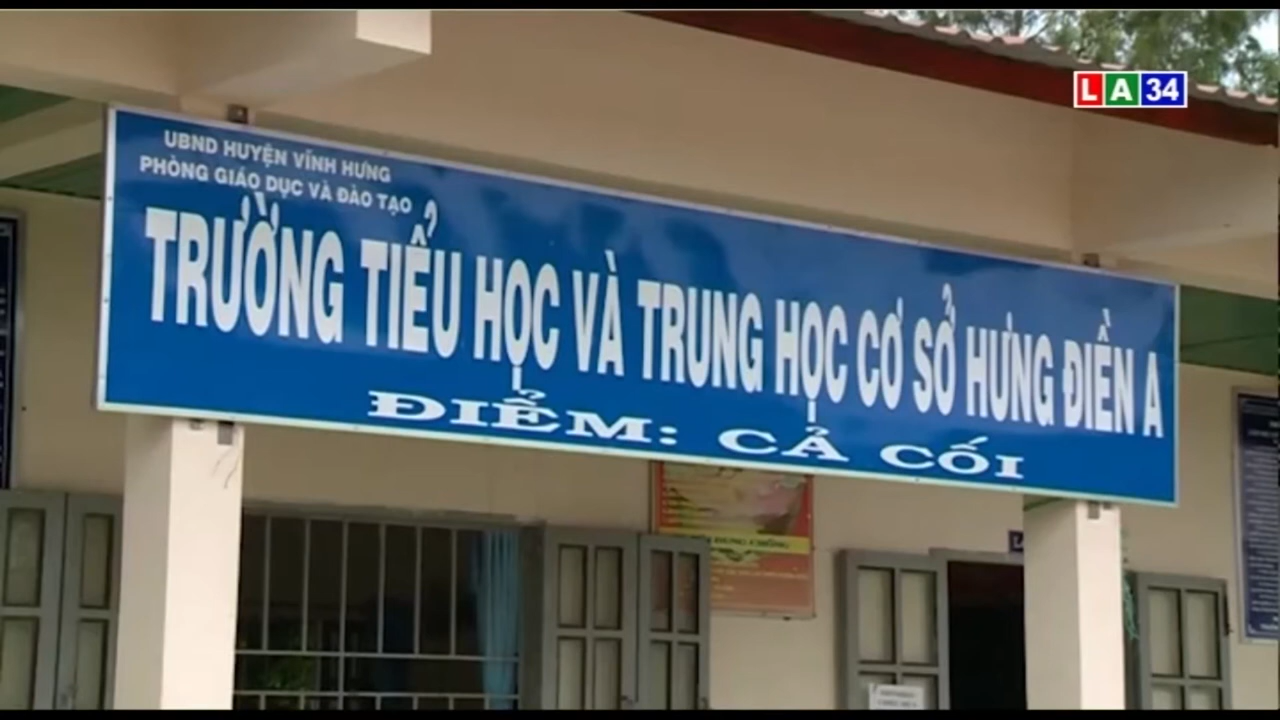 LA34
UBND HUYỆN VĨNH HƯNG
PHÒNG GIÁO DỤC VÀ ĐÀO TẠO
TRƯỜNG TIỂU HỌC VÀ TRUNG HỌC CƠ SỞ HƯNG ĐIỀN A
ĐIỂM: CẢ CỐI